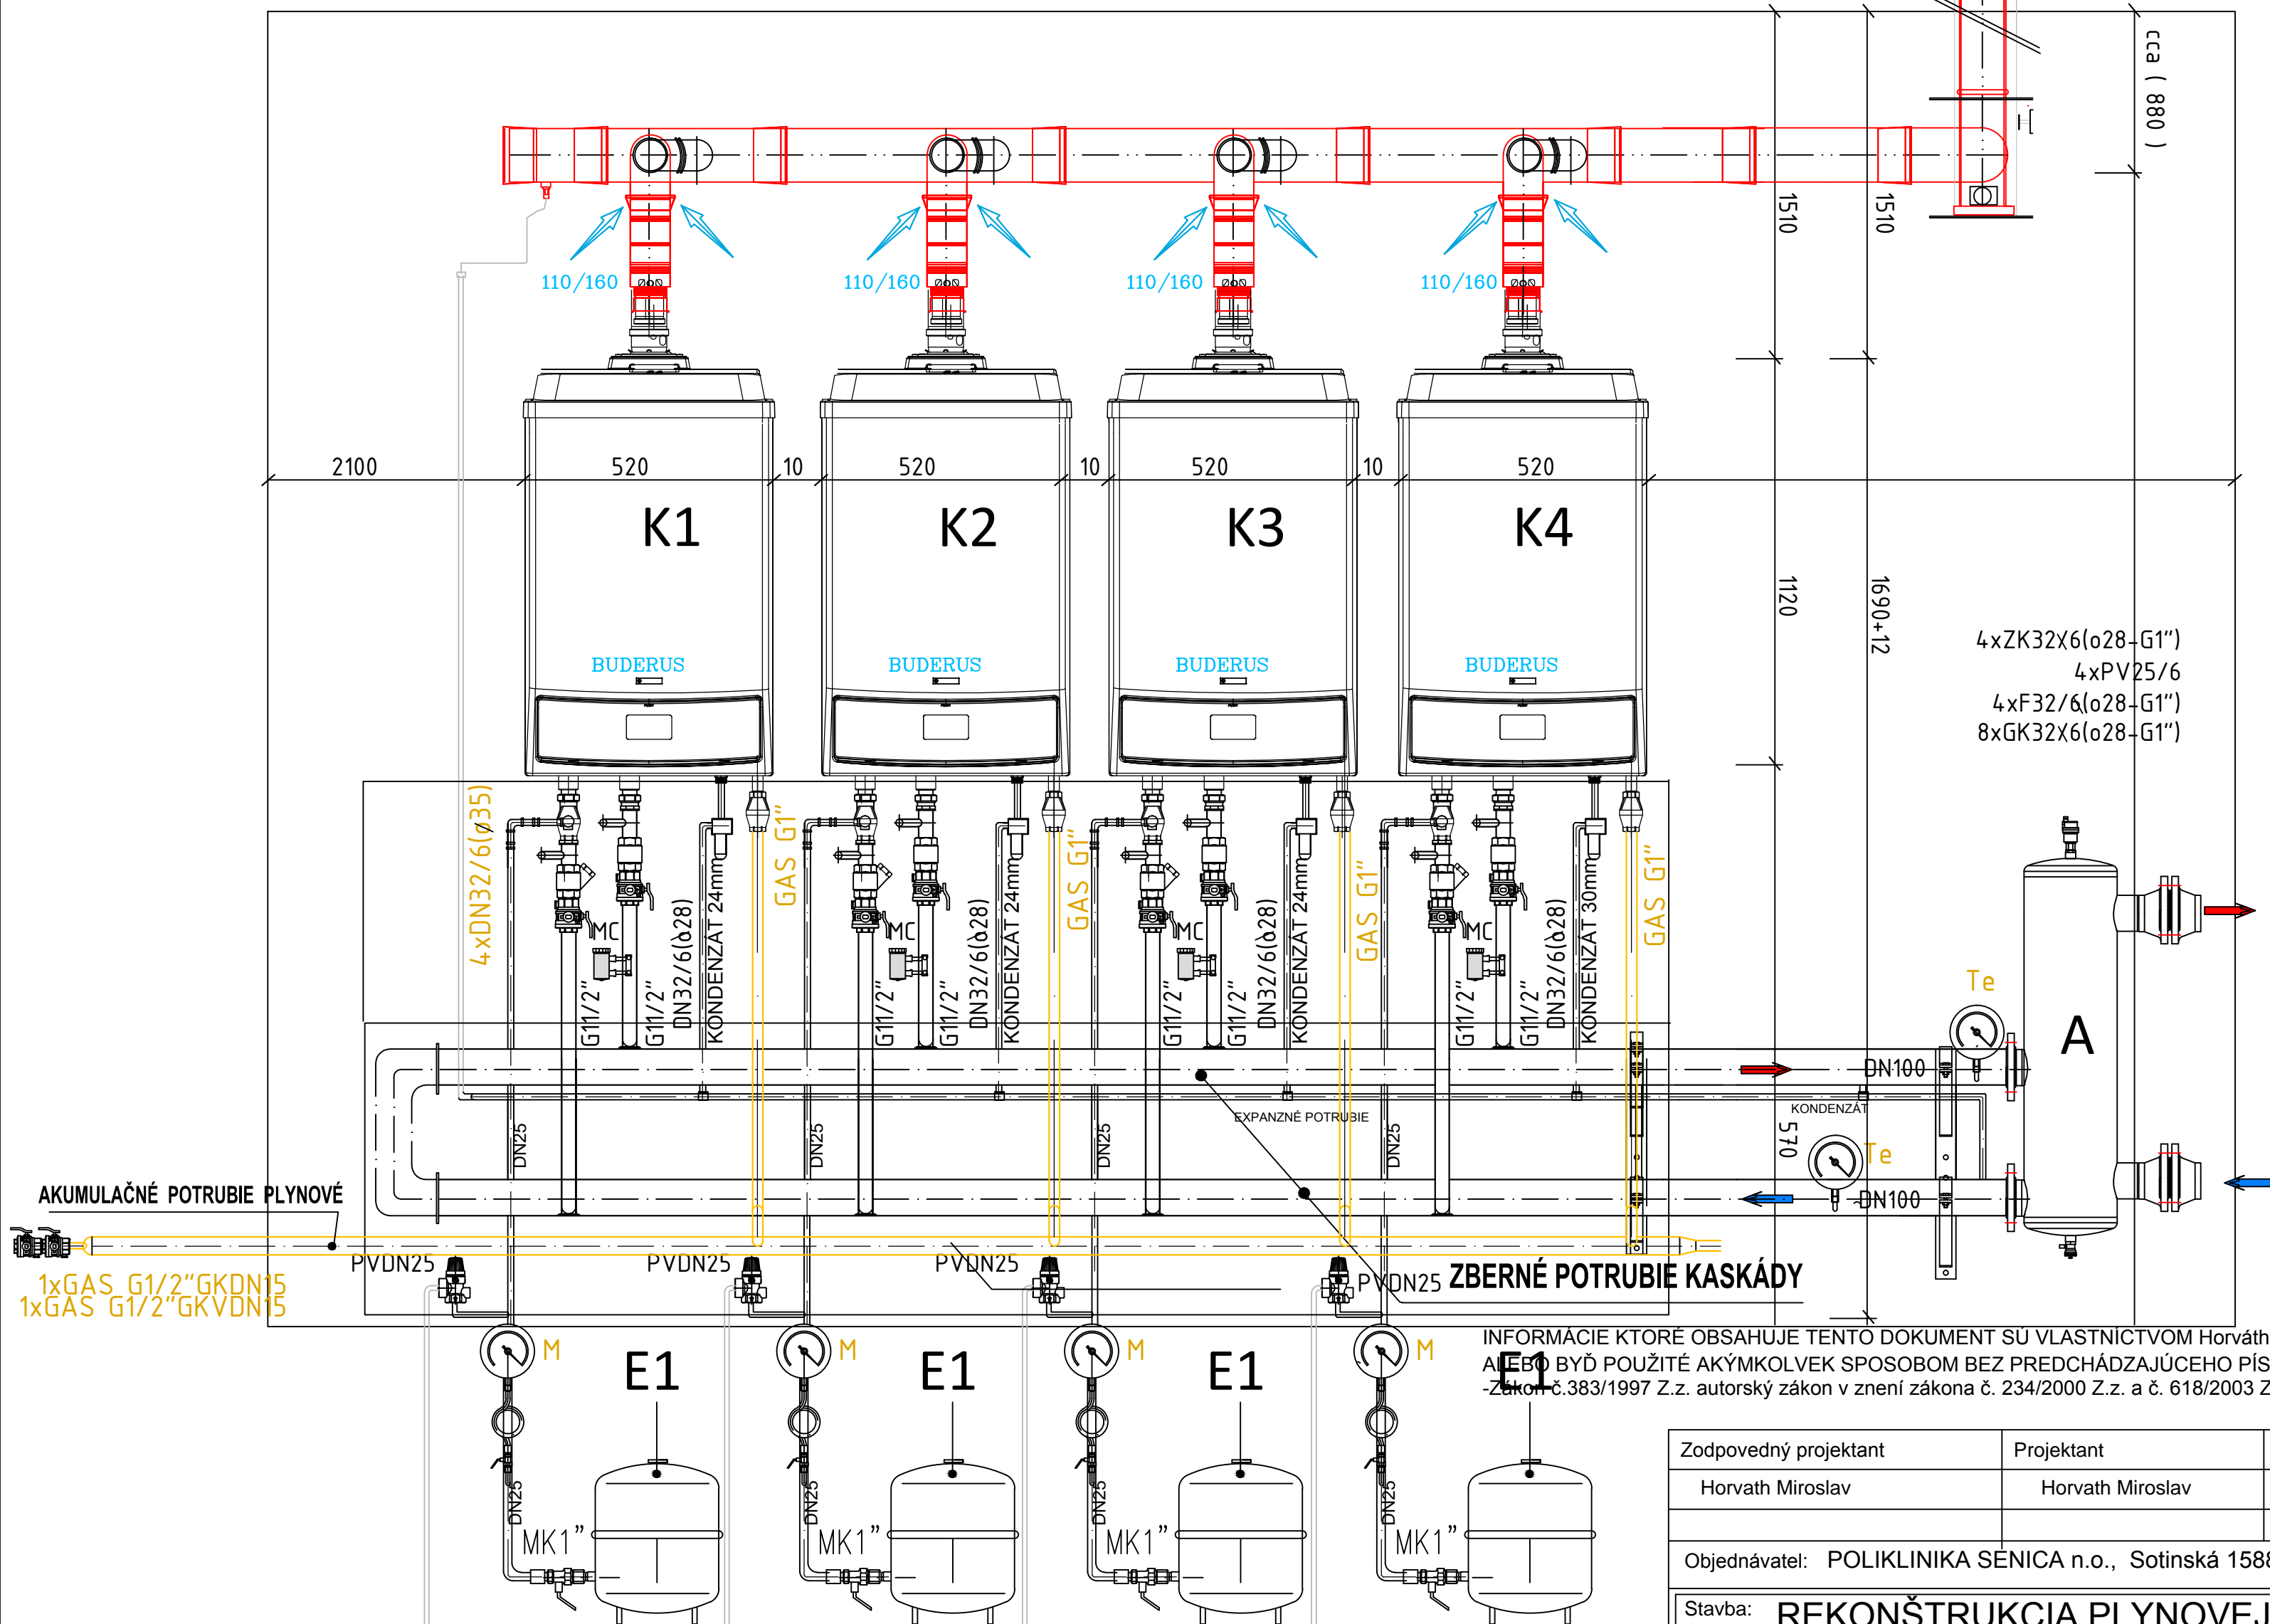 cca ( 880 )
1510
1510
110/160
110/160
110/160
110/160
2100
520
10
520
10
520
10
520
K1
K2
K3
K4
1120
1690+12
BUDERUS
BUDERUS
BUDERUS
BUDERUS
4xZK32X6(o28-G1")
4xPV25/6
4xF32/6(o28-G1")
8xGK32X6(o28-G1")
4xDN32/6(ø35)
MC
G11/2"
G11/2"
DN32/6(o28)
KONDENZÁT 24mm
GAS G1"
MC
G11/2"
G11/2"
DN32/6(o28)
KONDENZÁT 24mm
GAS G1"
MC
G11/2"
G11/2"
DN32/6(o28)
KONDENZÁT 24mm
GAS G1"
MC
G11/2"
G11/2"
DN32/6(o28)
KONDENZÁT 30mm
GAS G1"
Te
A
DN100
KONDENZÁT
EXPANZNÉ POTRUBIE
570
DN25
DN25
DN25
DN25
Te
DN100
AKUMULAČNÉ POTRUBIE PLYNOVÉ
PVDN25
PVDN25
PVDN25
PVDN25
ZBERNÉ POTRUBIE KASKÁDY
1xGAS G1/2"GKDN15
1xGAS G1/2"GKVDN15
M
M
M
M
E1
E1
E1
E1
INFORMÁCIE KTORÉ OBSAHUJE TENTO DOKUMENT SÚ VLASTNÍCTVOM Horváth
ALEBO BYĎ POUŽITÉ AKÝMKOLVEK SPOSOBOM BEZ PREDCHÁDZAJÚCEHO PÍS
-Zákon č.383/1997 Z.z. autorský zákon v znení zákona č. 234/2000 Z.z. a č. 618/2003 Z
DN25
DN25
DN25
DN25
MK1"
MK1"
MK1"
MK1"
Zodpovedný projektant
Projektant
Horvath Miroslav
Horvath Miroslav
Objednávatel: POLIKLINIKA SENICA n.o., Sotinská 1588
Stavba: REKONŠTRUKCIA PLYNOVEJ